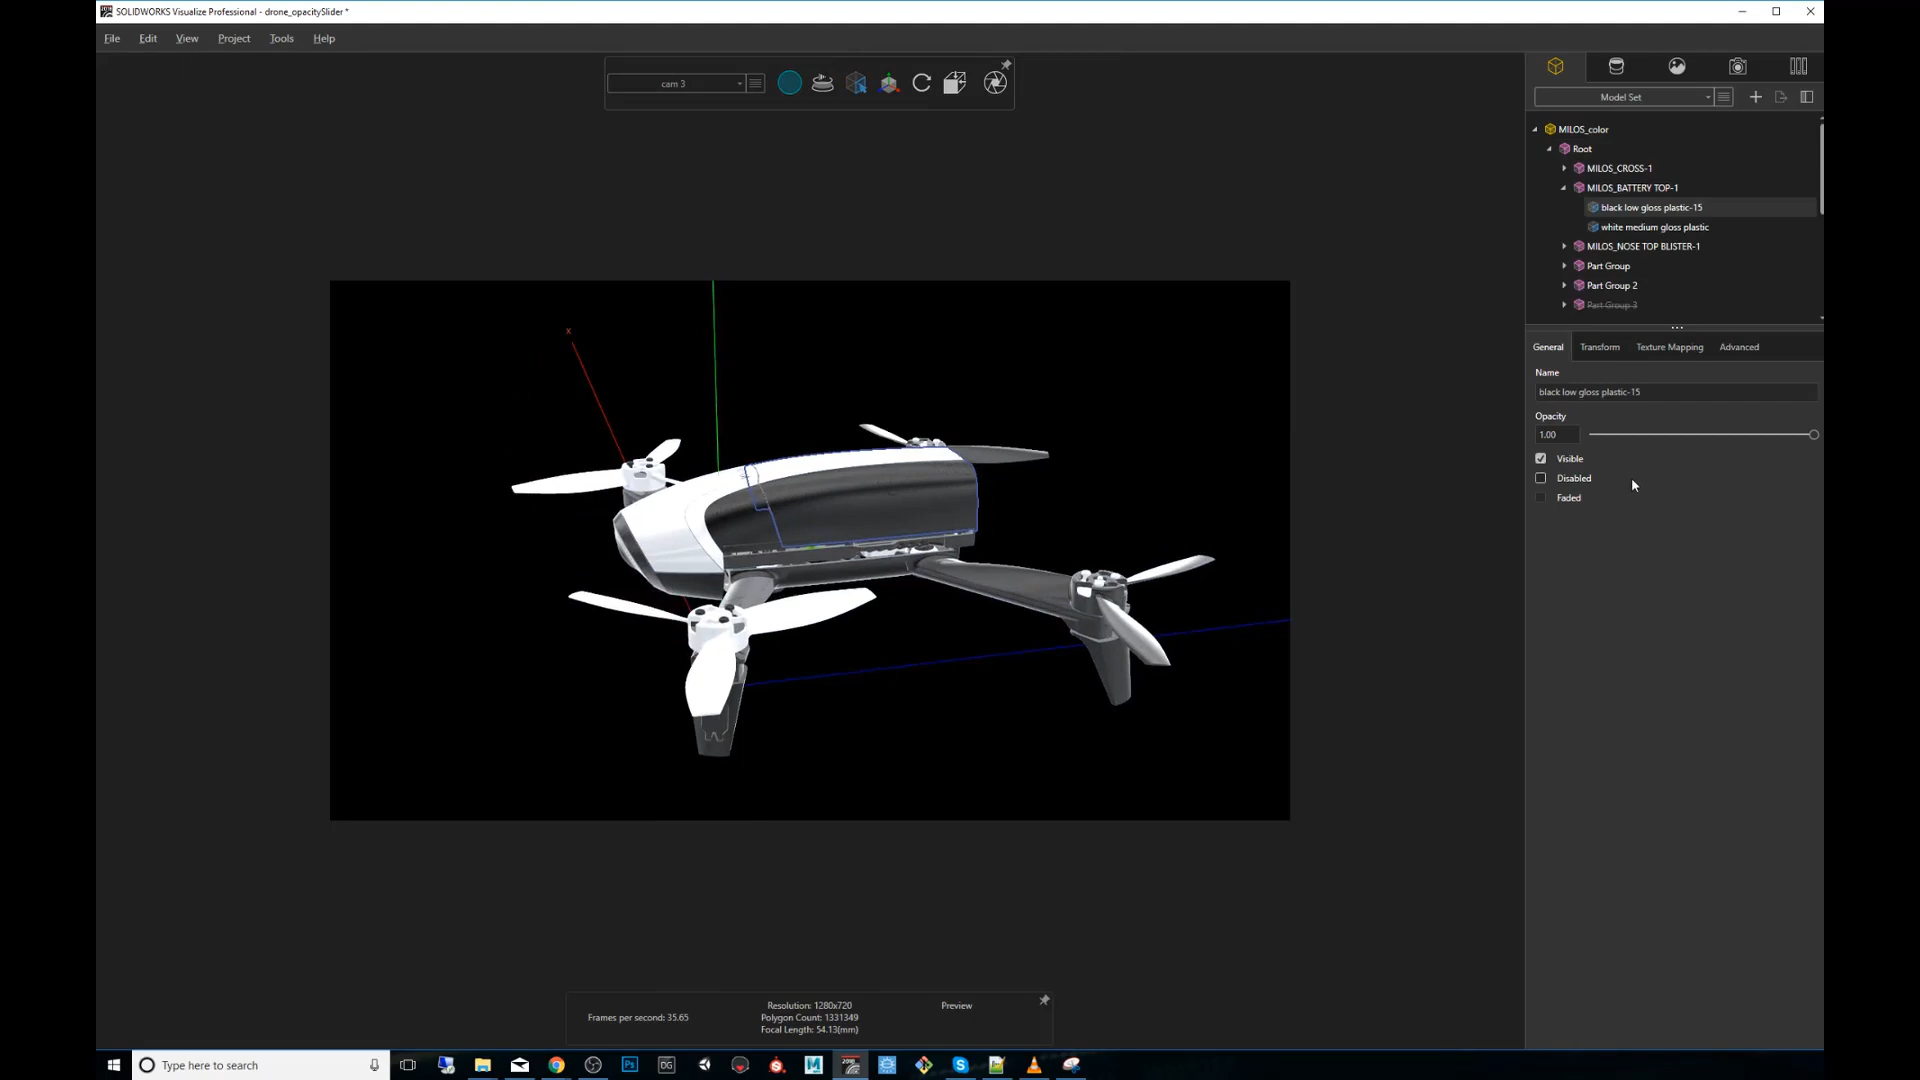 SOLIDWORKS Visualize Professional - drone_opacitySlider *
File Edit View Project Tools Help
cam 3
Model Set
MILOS_color
Root
MILOS_CROSS-1
MILOS_BATTERY TOP-1
black low gloss plastic-15
white medium gloss plastic
MILOS_NOSE TOP BLISTER-1
Part Group
Part Group 2
Part Group 3
General Transform Texture Mapping Advanced
Name
black low gloss plastic-15
Opacity
1.00
Visible
Disabled
Faded
x
Frames per second: 35.65
Resolution: 1280x720
Polygon Count: 1331349
Focal Length: 54.13(mm)
Preview
Type here to search
Ps
DG
2018